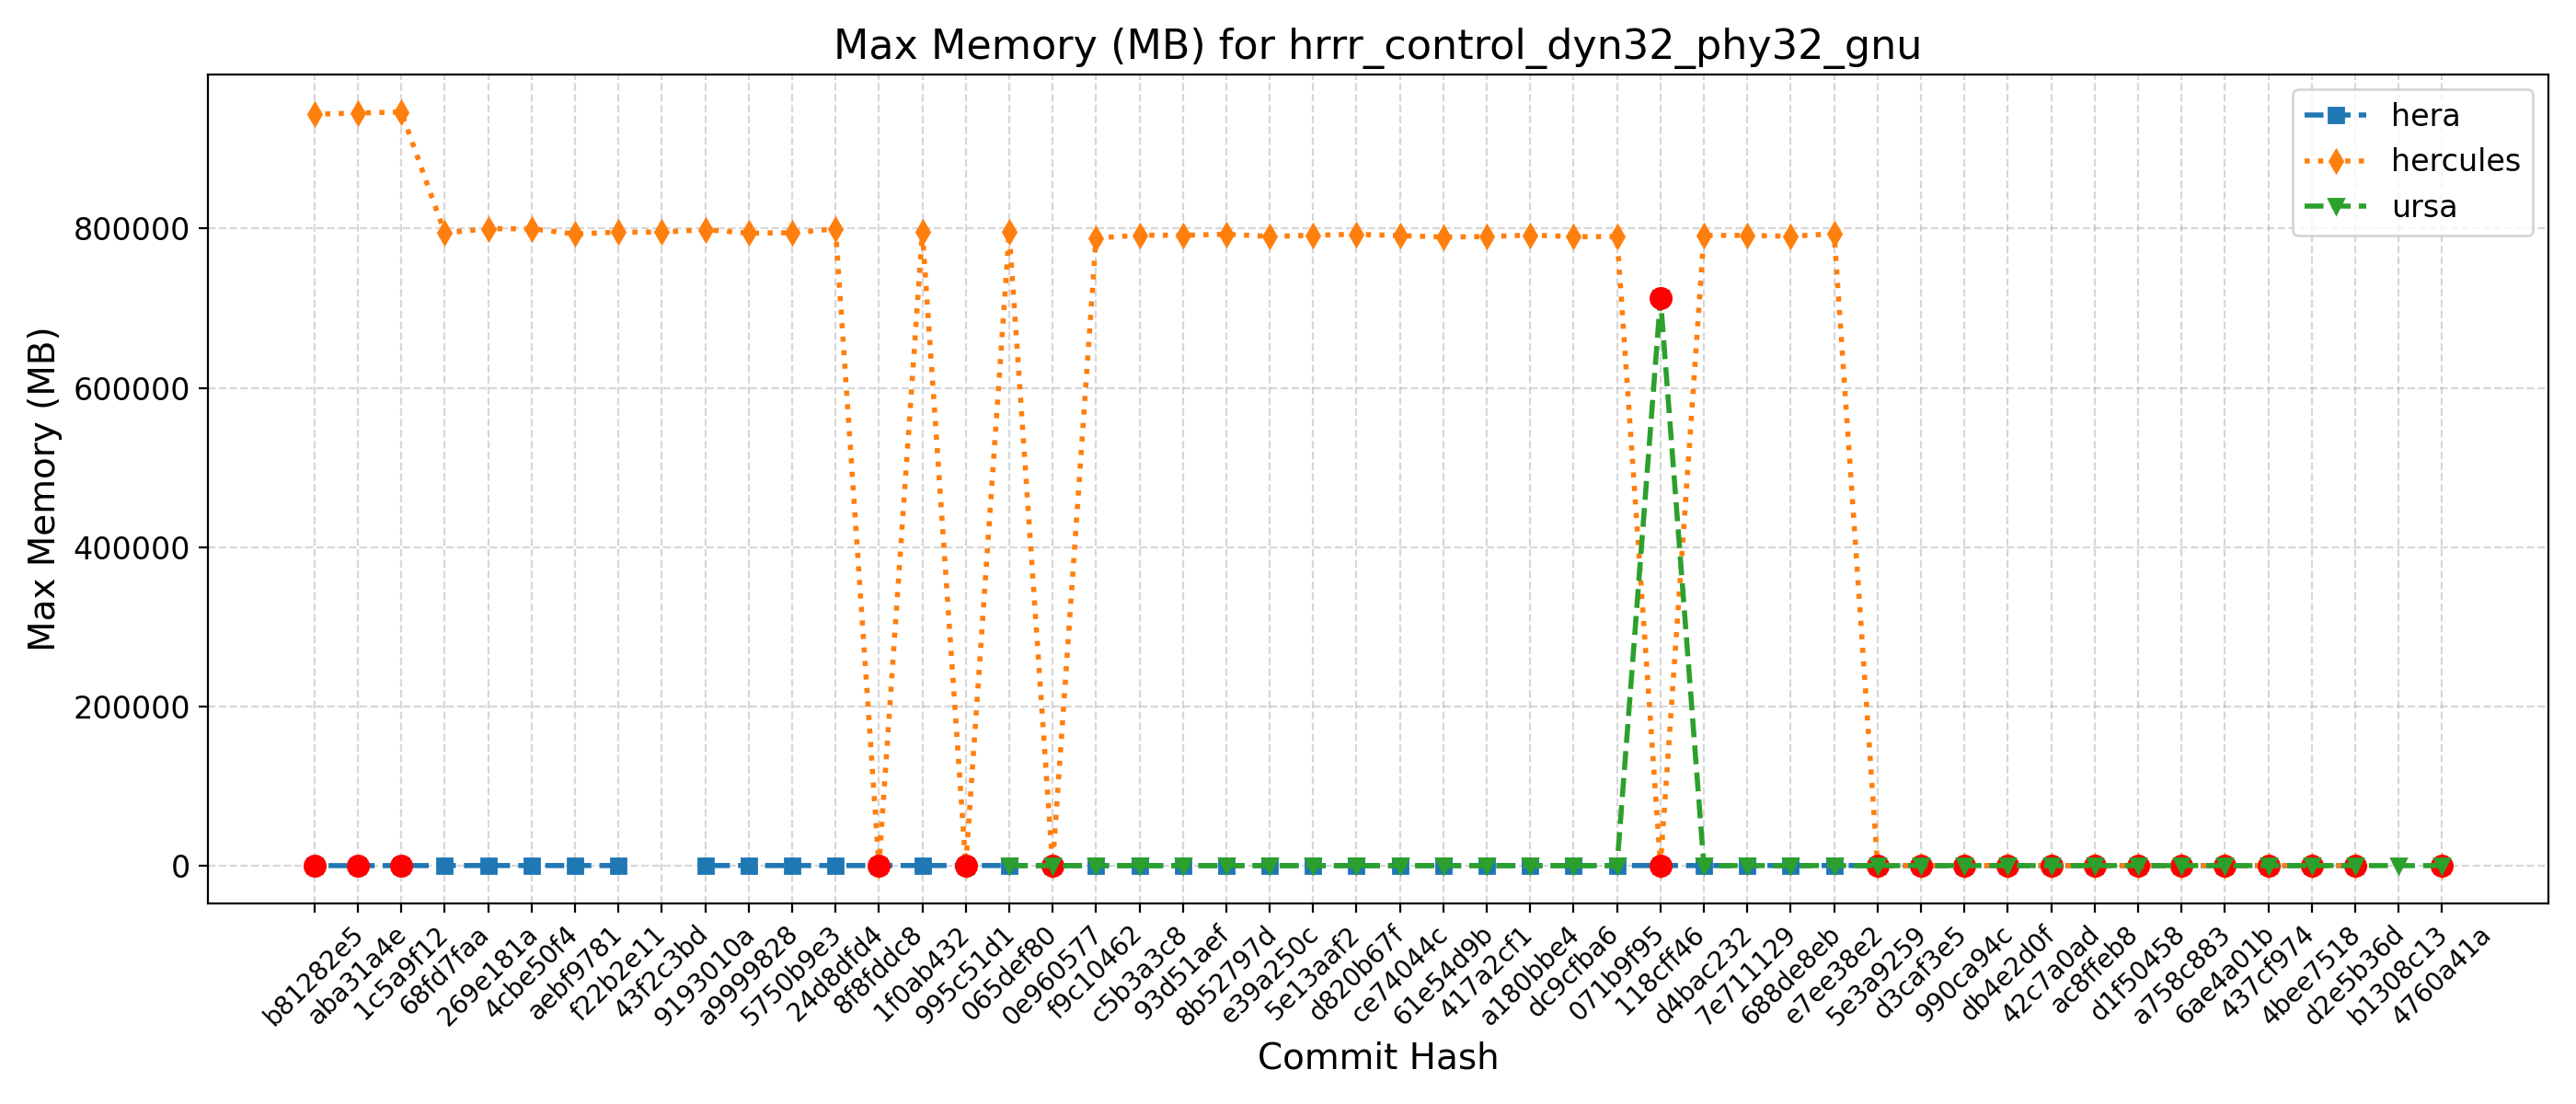 Max Memory (MB) for hrrr_control_dyn32_phy32_gnu
hera
hercules
ursa
Max Memory (MB)
800000
600000
400000
200000
0
b81282e5
aba31a4e
1c5a9f12
68fd7faa
269e181a
4cbe50f4
aebf9781
f22b2e11
43f2c3bd
9193010a
a9999828
5750b9e3
24d8dfd4
8f8fddc8
1f0ab432
995c51d1
065def80
0e960577
f9c10462
c5b3a3c8
93d51aef
8b52797d
e39a250c
5e13aaf2
d820b67f
ce74044c
61e54d9b
417a2cf1
a180bbe4
dc9cfba6
071b9f95
118cff46
d4bac232
7e711129
688de8eb
e7ee38e2
5e3a9259
d3caf3e5
990ca94c
db4e2d0f
42c7a0ad
ac8ffeb8
d1f50458
a758c883
6ae4a01b
437cf974
4bee7518
d2e5b36d
b1308c13
4760a41a
Commit Hash